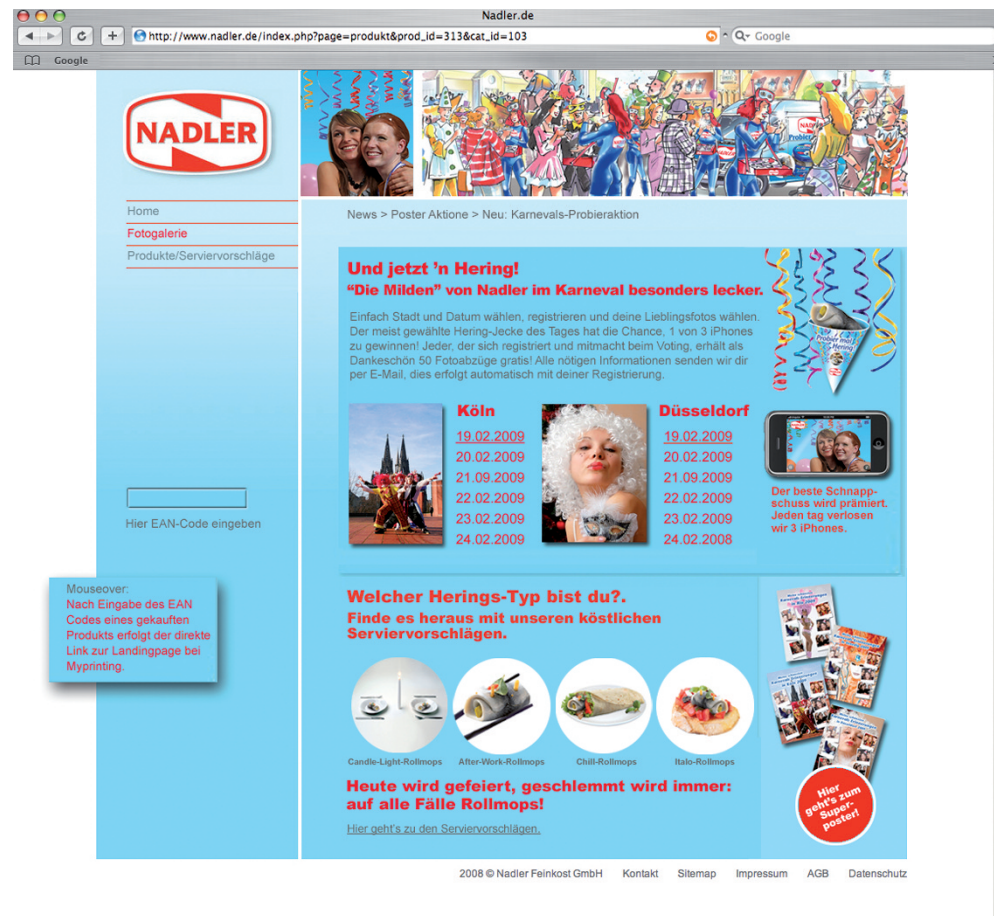 Nadler.de
http://www.nadler.de/index.php?page=produkt&prod_id=313&cat_id=103
Google
Google
NADLER
Home
Fotogalerie
Produkte/Serviervorschläge
News > Poster Aktione > Neu: Karnevals-Probieraktion
Und jetzt 'n Hering!
"Die Milden" von Nadler im Karneval besonders lecker.
Einfach Stadt und Datum wählen, registrieren und deine Lieblingsfotos wählen.
Der meist gewählte Hering-Jecke des Tages hat die Chance, 1 von 3 iPhones
zu gewinnen! Jeder, der sich registriert und mitmacht beim Voting, erhält als
Dankeschön 50 Fotoabzüge gratis! Alle nötigen Informationen senden wir dir
per E-Mail, dies erfolgt automatisch mit deiner Registrierung.
Probier mal
Hering
Köln
19.02.2009
20.02.2009
21.09.2009
22.02.2009
23.02.2009
24.02.2009
Düsseldorf
19.02.2009
20.02.2009
21.09.2009
22.02.2009
23.02.2009
24.02.2008
Der beste Schnapp-
schuss wird prämiert.
Jeden tag verlosen
wir 3 iPhones.
Hier EAN-Code eingeben
Mouseover:
Nach Eingabe des EAN
Codes eines gekauften
Produkts erfolgt der direkte
Link zur Landingpage bei
Myprinting.
Welcher Herings-Typ bist du?.
Finde es heraus mit unseren köstlichen
Serviervorschlägen.
Candle-Light-Rollmops
After-Work-Rollmops
Chill-Rollmops
Italo-Rollmops
Heute wird gefeiert, geschlemmt wird immer:
auf alle Fälle Rollmops!
Hier geht's zu den Serviervorschlägen.
Hier
geht's zum
Super-
poster!
2008 © Nadler Feinkost GmbH Kontakt Sitemap Impressum AGB Datenschutz